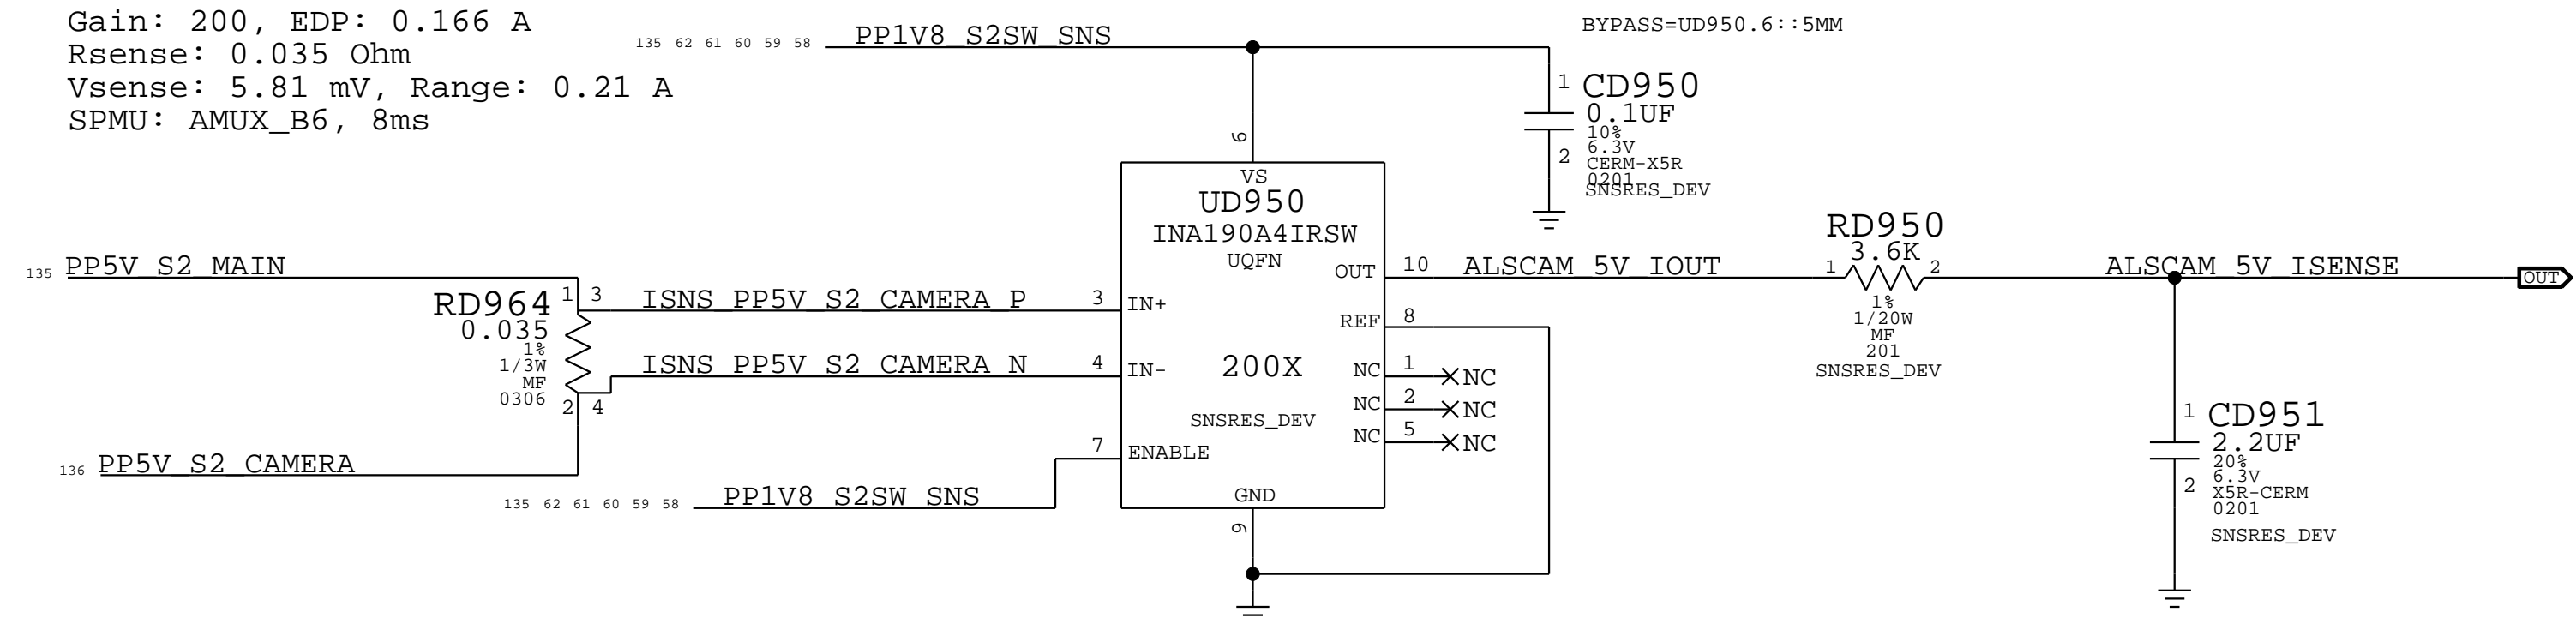 Gain: 200, EDP: 0.166 A
Rsense: 0.035 Ohm
Vsense: 5.81 mV, Range: 0.21 A
SPMU: AMUX_B6, 8ms
135 62 61 60 59 58 PP1V8_S2SW_SNS
BYPASS=UD950.6::5MM
1 CD950
0.1UF
10%
6.3V
2 CERM-X5R
0201
SNSRES_DEV
6
VS
UD950
INA190A4IRSW
UQFN
200X
SNSRES_DEV
135 PP5V_S2_MAIN
RD964 1 3
0.035
1%
1/3W
MF
0306 2 4
136 PP5V_S2_CAMERA
ISNS_PP5V_S2_CAMERA_P 3 IN+
ISNS_PP5V_S2_CAMERA_N 4 IN-
7 ENABLE
135 62 61 60 59 58 PP1V8_S2SW_SNS
GND
9
OUT 10 ALSCAM_5V_IOUT
REF 8
NC 1 NC
NC 2 NC
NC 5 NC
RD950
3.6K
1 2
1%
1/20W
MF
201
SNSRES_DEV
ALSCAM_5V_ISENSE OUT
1 CD951
2.2UF
20%
6.3V
2 X5R-CERM
0201
SNSRES_DEV